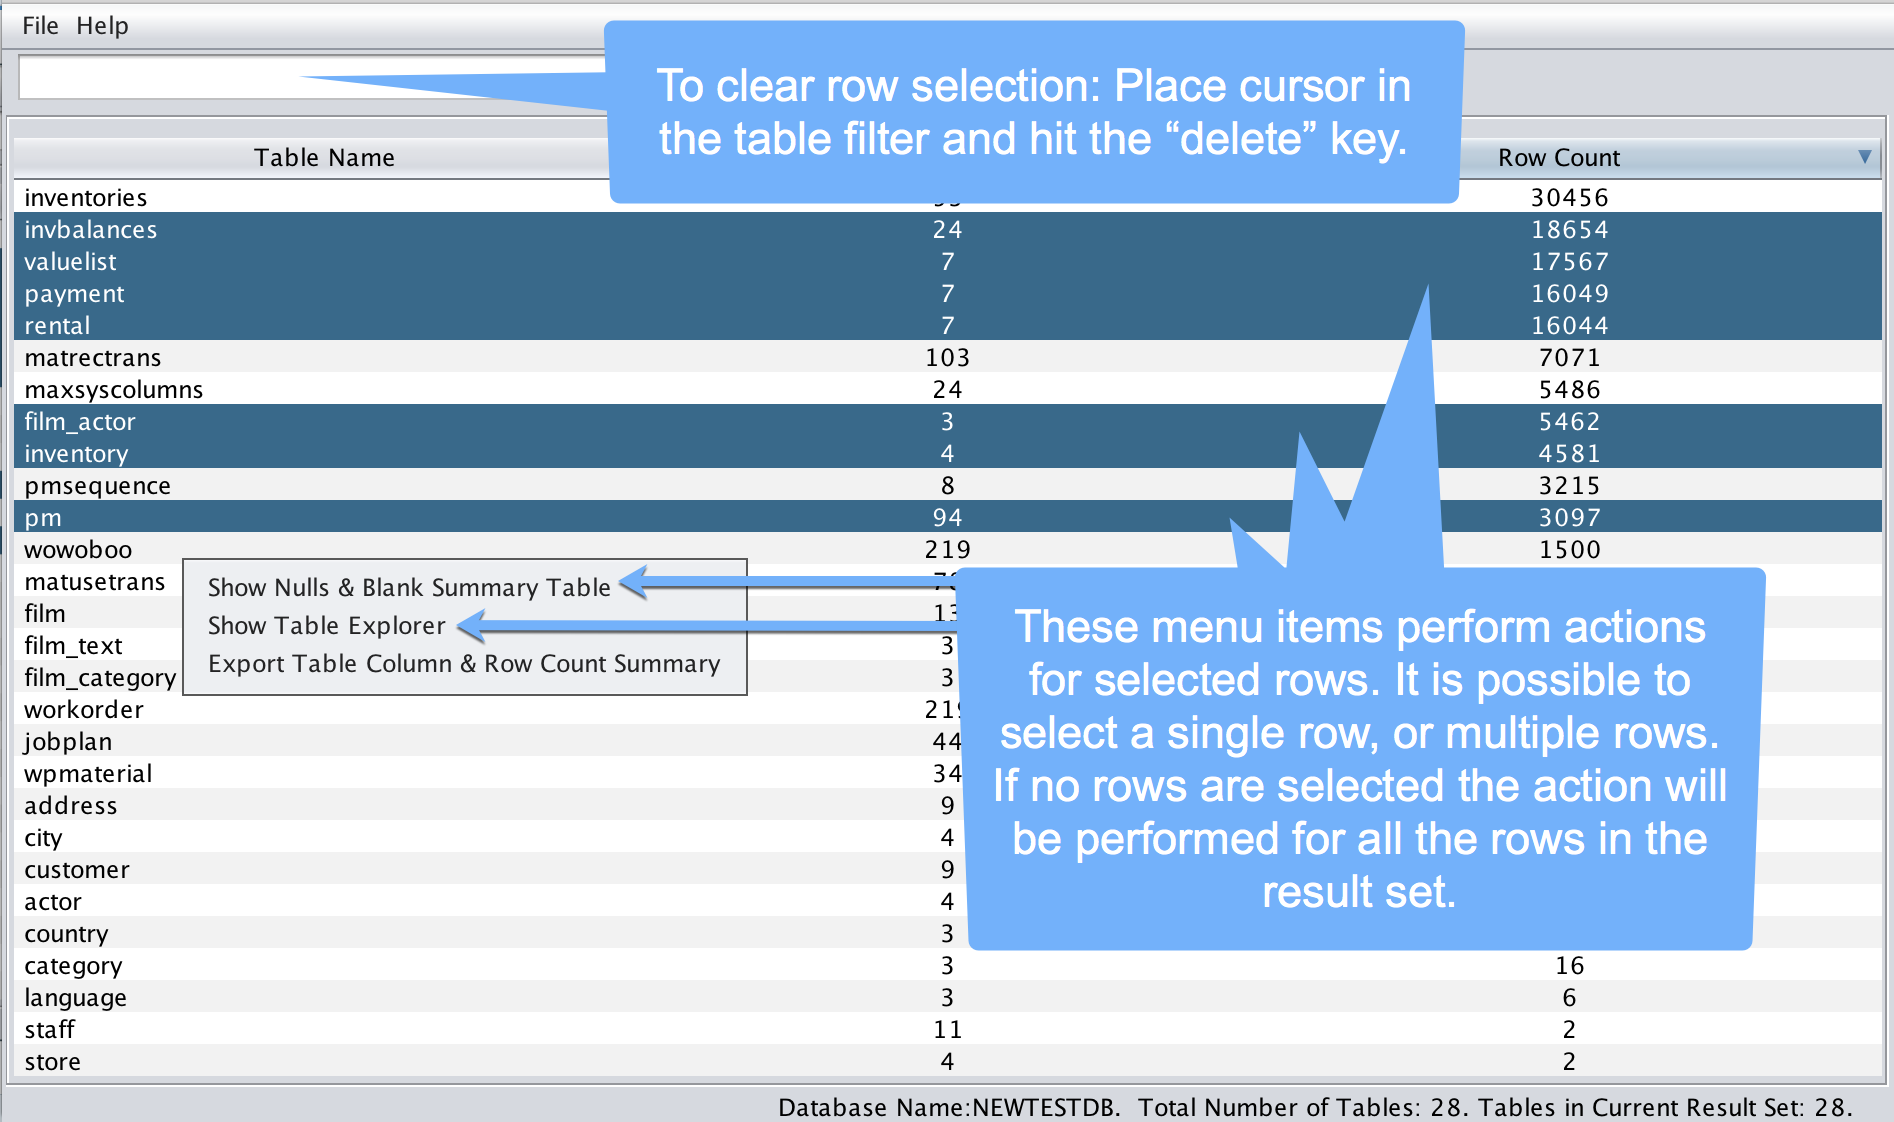 File Help
To clear row selection: Place cursor in
the table filter and hit the “delete” key.
Table Name Row Count
inventories 30456
invbalances 24 18654
valuelist 7 17567
payment 7 16049
rental 7 16044
matrectrans 103 7071
maxsyscolumns 24 5486
film_actor 3 5462
inventory 4 4581
pmsequence 8 3215
pm 94 3097
wowoboo 219 1500
matusetrans
film 13
film_text 3
film_category 3
workorder
jobplan 44
wpmaterial 34
address 9
city 4
customer 9
actor 4
country 3
category 3 16
language 3 6
staff 11 2
store 4 2
Show Nulls & Blank Summary Table
Show Table Explorer
Export Table Column & Row Count Summary
These menu items perform actions
for selected rows. It is possible to
select a single row, or multiple rows.
If no rows are selected the action will
be performed for all the rows in the
result set.
Database Name:NEWTESTDB. Total Number of Tables: 28. Tables in Current Result Set: 28.